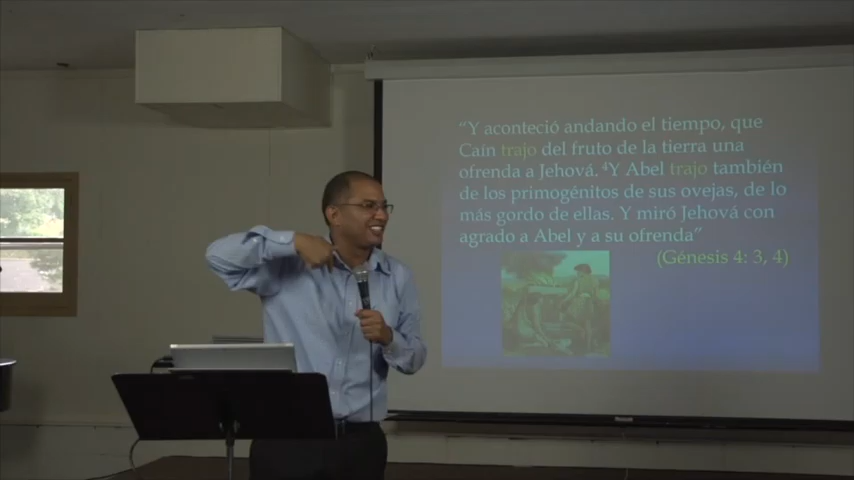 “Y aconteció andando el tiempo, que
Caín trajo del fruto de la tierra una
ofrenda a Jehová. ⁴Y Abel trajo también
de los primogénitos de sus ovejas, de lo
más gordo de ellas. Y miró Jehová con
agrado a Abel y a su ofrenda”
(Génesis 4: 3, 4)